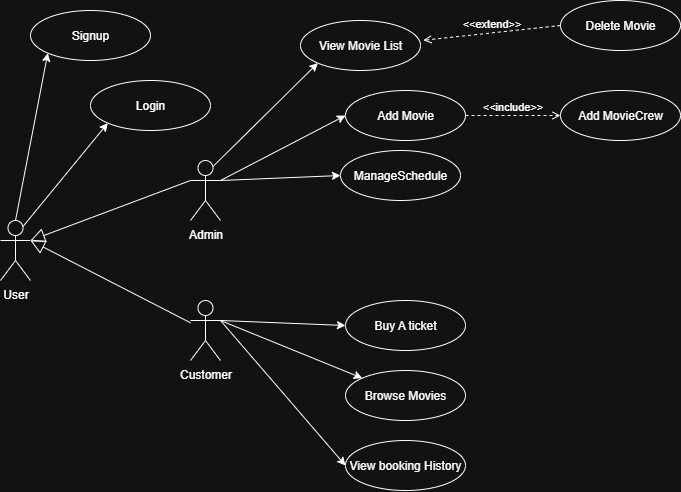 Signup
Login
View Movie List
<<extend>>
Delete Movie
Add Movie
<<include>>
Add MovieCrew
ManageSchedule
Admin
User
Customer
Buy A ticket
Browse Movies
View booking History